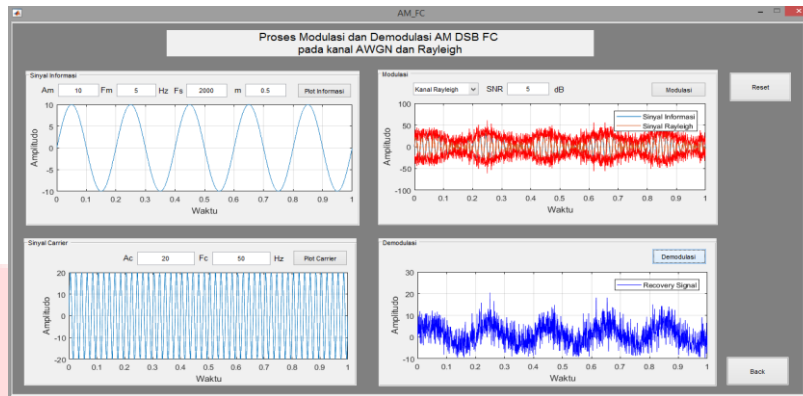 AM_FC
Proses Modulasi dan Demodulasi AM DSB FC
pada kanal AWGN dan Rayleigh
Sinyal Informasi
Am 10 Fm 5 Hz Fs 2000 m 0.5 Plot Informasi
10
5
0
-5
-10
Amplitudo
0 0.1 0.2 0.3 0.4 0.5 0.6 0.7 0.8 0.9 1
Waktu
Modulasi
Kanal Rayleigh SNR 5 dB Modulasi
100
50
0
-50
-100
Amplitudo
Sinyal Informasi
Sinyal Rayleigh
0 0.1 0.2 0.3 0.4 0.5 0.6 0.7 0.8 0.9 1
Waktu
Reset
Sinyal Carrier
Ac 20 Fc 50 Hz Plot Carrier
20
10
0
-10
-20
Amplitudo
0 0.1 0.2 0.3 0.4 0.5 0.6 0.7 0.8 0.9 1
Waktu
Demodulasi
Demodulasi
30
20
10
0
-10
Amplitudo
Recovery Signal
0 0.1 0.2 0.3 0.4 0.5 0.6 0.7 0.8 0.9 1
Waktu
Back